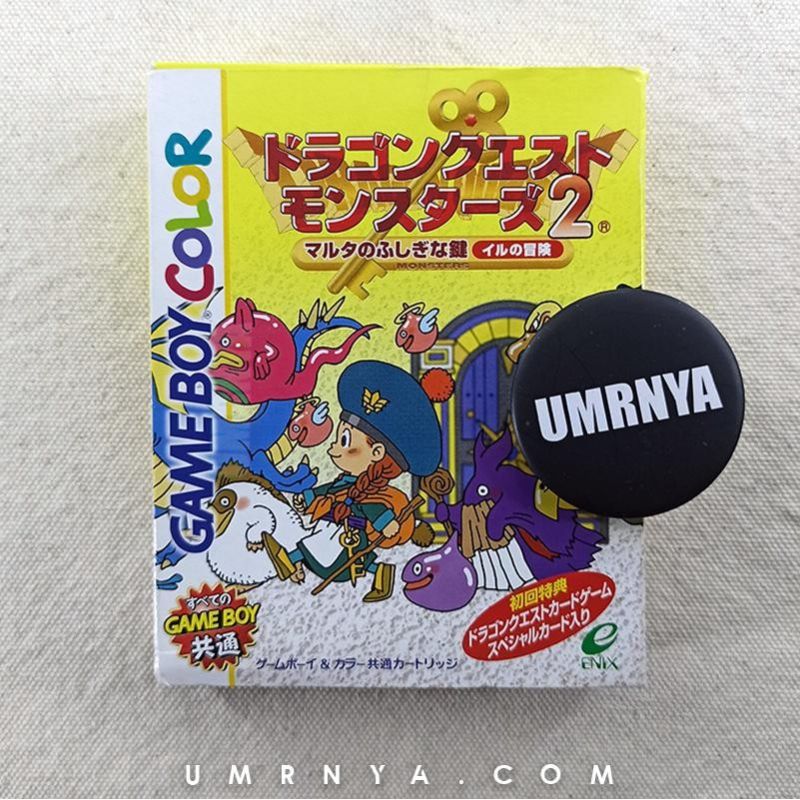 GAME BOY COLOR
ドラゴンクエスト
モンスターズ2®
マルタのふしぎな鍵 イルの冒険
MONSTERS
UMRNYA
すべての
GAME BOY
共通
初回特典
ドラゴンクエストカードゲーム
スペシャルカード入り
ゲームボーイ&カラー共通カートリッジ
ENIX
UMRNYA.COM